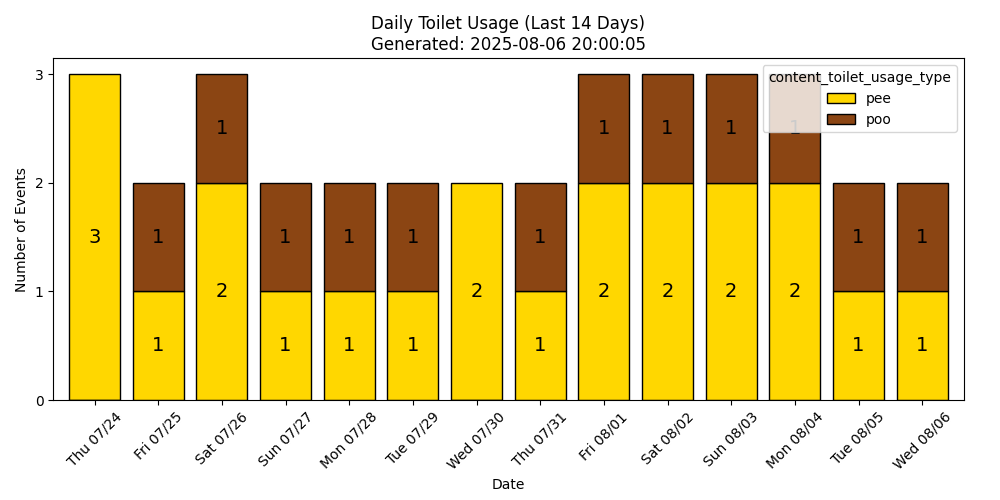 Daily Toilet Usage (Last 14 Days)
Generated: 2025-08-06 20:00:05
content_toilet_usage_type
pee
poo
Number of Events
3
2
1
0
3
1
1
1
2
1
1
1
1
1
1
2
1
1
1
2
1
2
1
2
1
2
1
1
1
1
Thu 07/24
Fri 07/25
Sat 07/26
Sun 07/27
Mon 07/28
Tue 07/29
Wed 07/30
Thu 07/31
Fri 08/01
Sat 08/02
Sun 08/03
Mon 08/04
Tue 08/05
Wed 08/06
Date